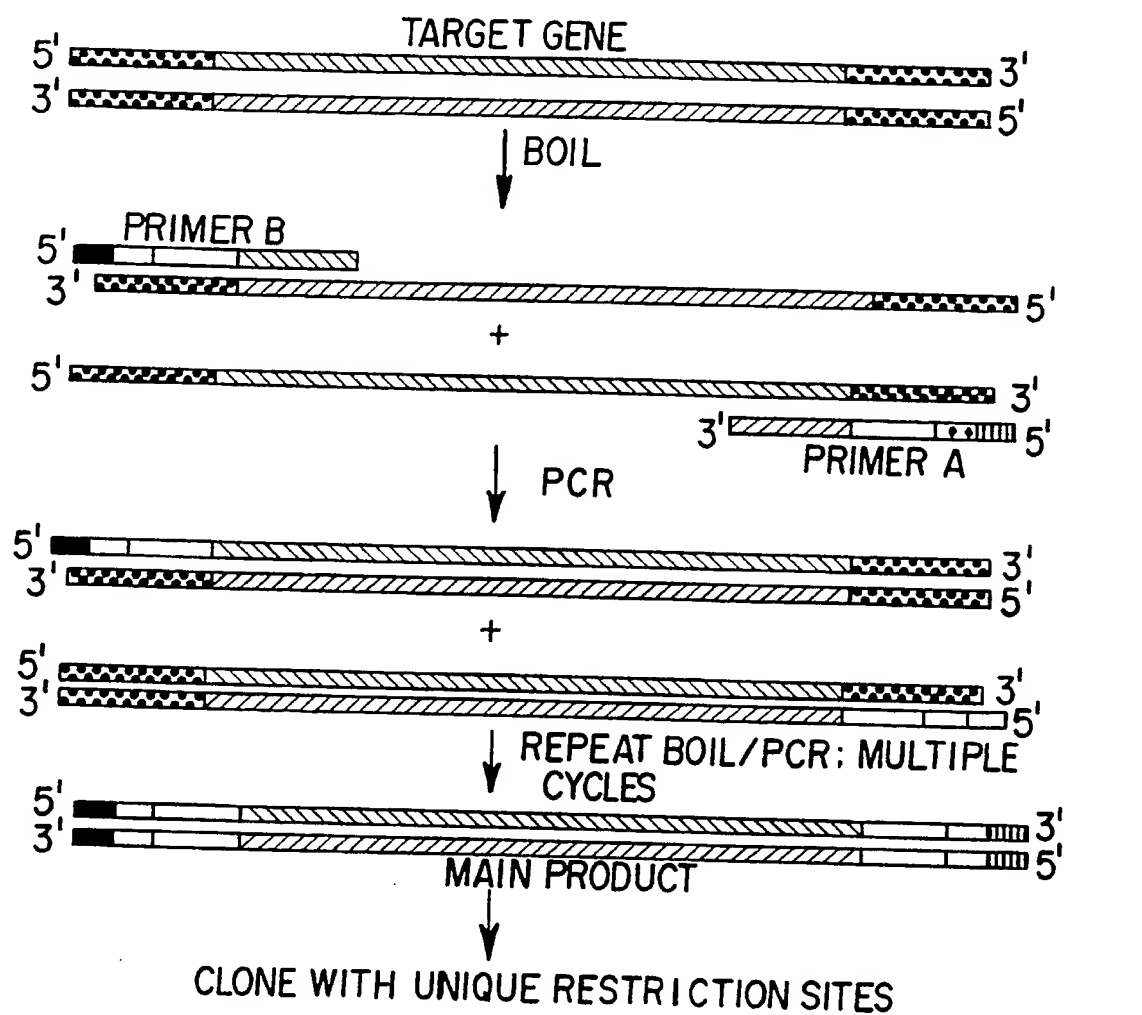 TARGET GENE
5' 3'
3' 5'
BOIL
PRIMER B
5'
3' 5'
+
5' 3'
3' 5'
PRIMER A
PCR
5' 3'
3' 5'
+
5' 3'
3' 5'
REPEAT BOIL/PCR: MULTIPLE
CYCLES
5' 3'
3' 5'
MAIN PRODUCT
CLONE WITH UNIQUE RESTRICTION SITES